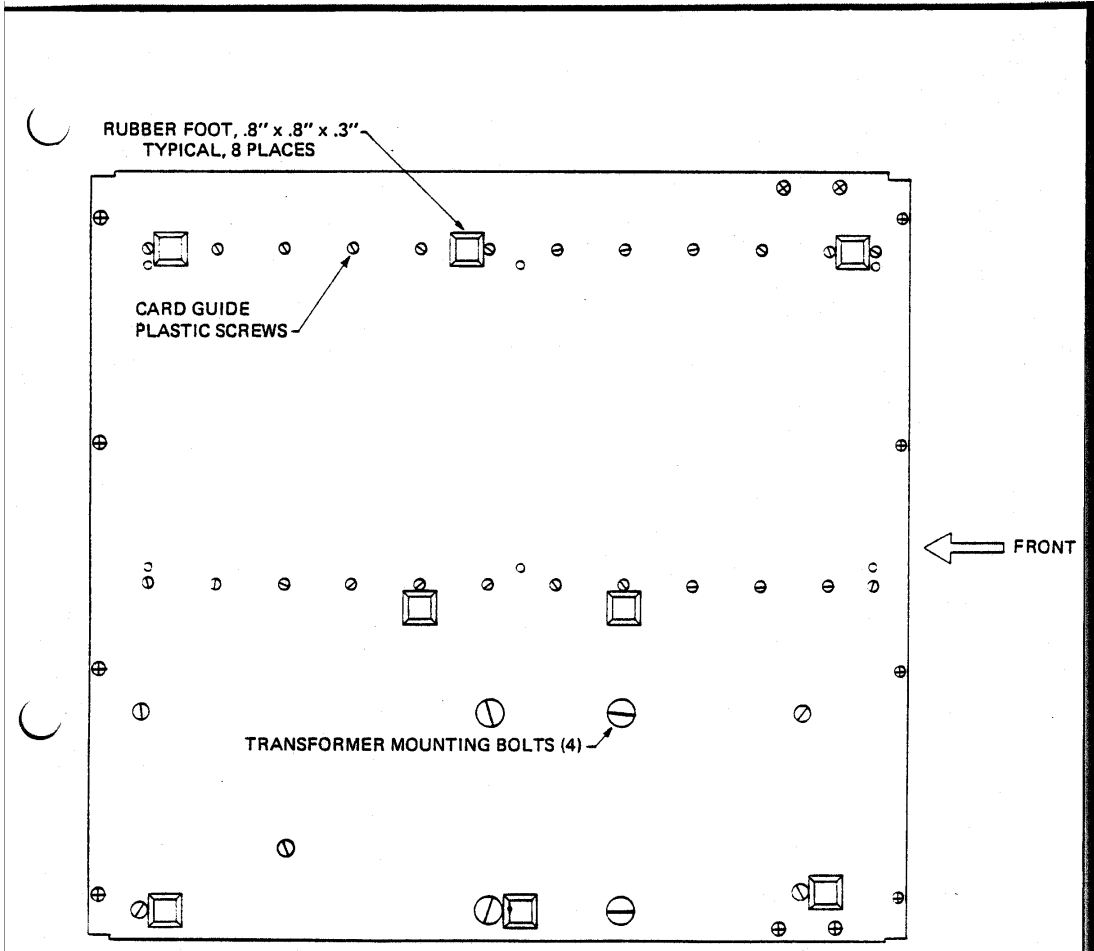 RUBBER FOOT, .8" x .8" x .3"
TYPICAL, 8 PLACES
CARD GUIDE
PLASTIC SCREWS
FRONT
TRANSFORMER MOUNTING BOLTS (4)